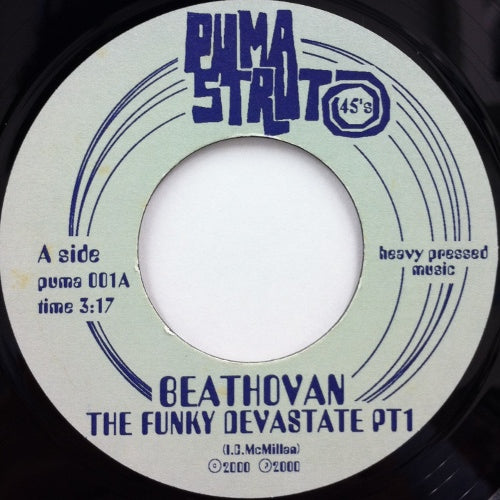 PUMA
STRUT
45's
A side
puma 001A
time 3:17
heavy pressed
music
BEATHOVAN
THE FUNKY DEVASTATE PT1
(I.C.McMillan)
©2000 ℗2000